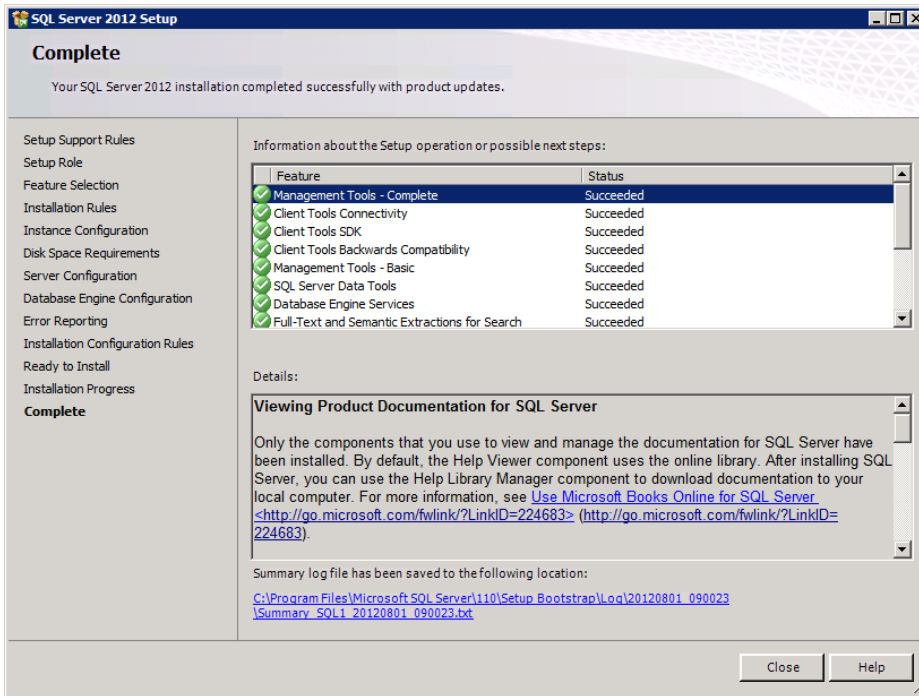 SQL Server 2012 Setup
Complete
Your SQL Server 2012 installation completed successfully with product updates.
Setup Support Rules
Setup Role
Feature Selection
Installation Rules
Instance Configuration
Disk Space Requirements
Server Configuration
Database Engine Configuration
Error Reporting
Installation Configuration Rules
Ready to Install
Installation Progress
Complete
Information about the Setup operation or possible next steps:
Feature Status
Management Tools - Complete Succeeded
Client Tools Connectivity Succeeded
Client Tools SDK Succeeded
Client Tools Backwards Compatibility Succeeded
Management Tools - Basic Succeeded
SQL Server Data Tools Succeeded
Database Engine Services Succeeded
Full-Text and Semantic Extractions for Search Succeeded
Details:
Viewing Product Documentation for SQL Server
Only the components that you use to view and manage the documentation for SQL Server have
been installed. By default, the Help Viewer component uses the online library. After installing SQL
Server, you can use the Help Library Manager component to download documentation to your
local computer. For more information, see Use Microsoft Books Online for SQL Server
<http://go.microsoft.com/fwlink/?LinkID=224683> (http://go.microsoft.com/fwlink/?LinkID=
224683).
Summary log file has been saved to the following location:
C:\Program Files\Microsoft SQL Server\110\Setup Bootstrap\Log\20120801_090023
\Summary_SQL1_20120801_090023.txt
Close Help